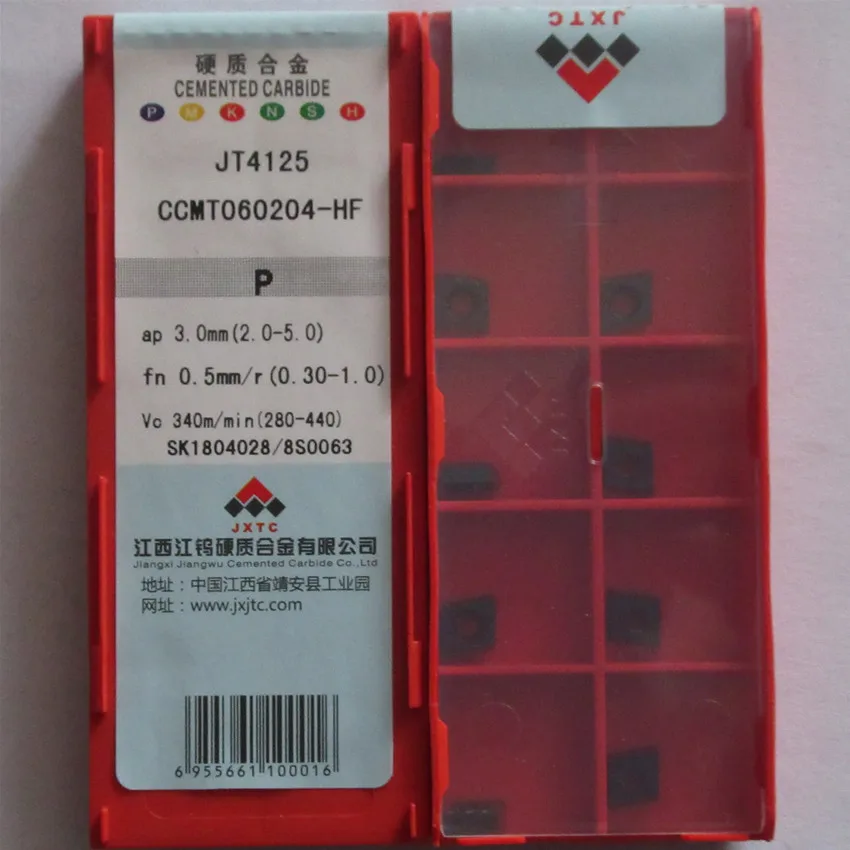 硬质合金
CEMENTED CARBIDE
P M K N S H
JT4125
CCMT060204-HF
P
ap 3.0mm(2.0-5.0)
fn 0.5mm/r(0.30-1.0)
Vc 340m/min(280-440)
SK1804028/8S0063
JXTC
江西江钨硬质合金有限公司
Jiangxi Jiangwu Cemented Carbide Co.,Ltd
地址：中国江西省靖安县工业园
网址：www.jxjtc.com
6 955661 100016
JXTC